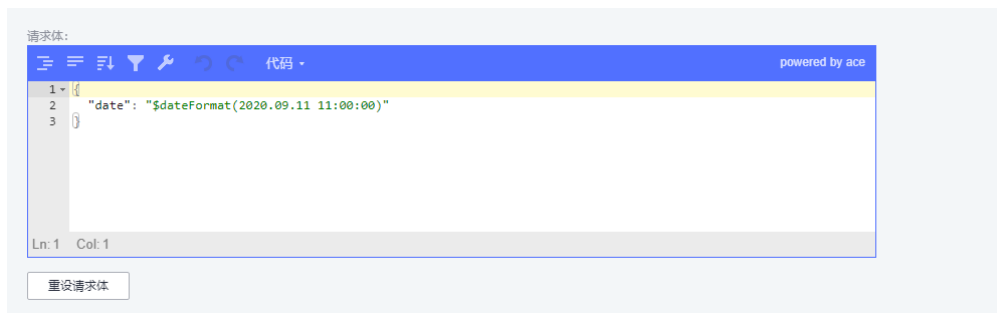 请求体:
代码
powered by ace
1 {
2 "date": "$dateFormat(2020.09.11 11:00:00)"
3 }
Ln: 1 Col: 1
重设请求体